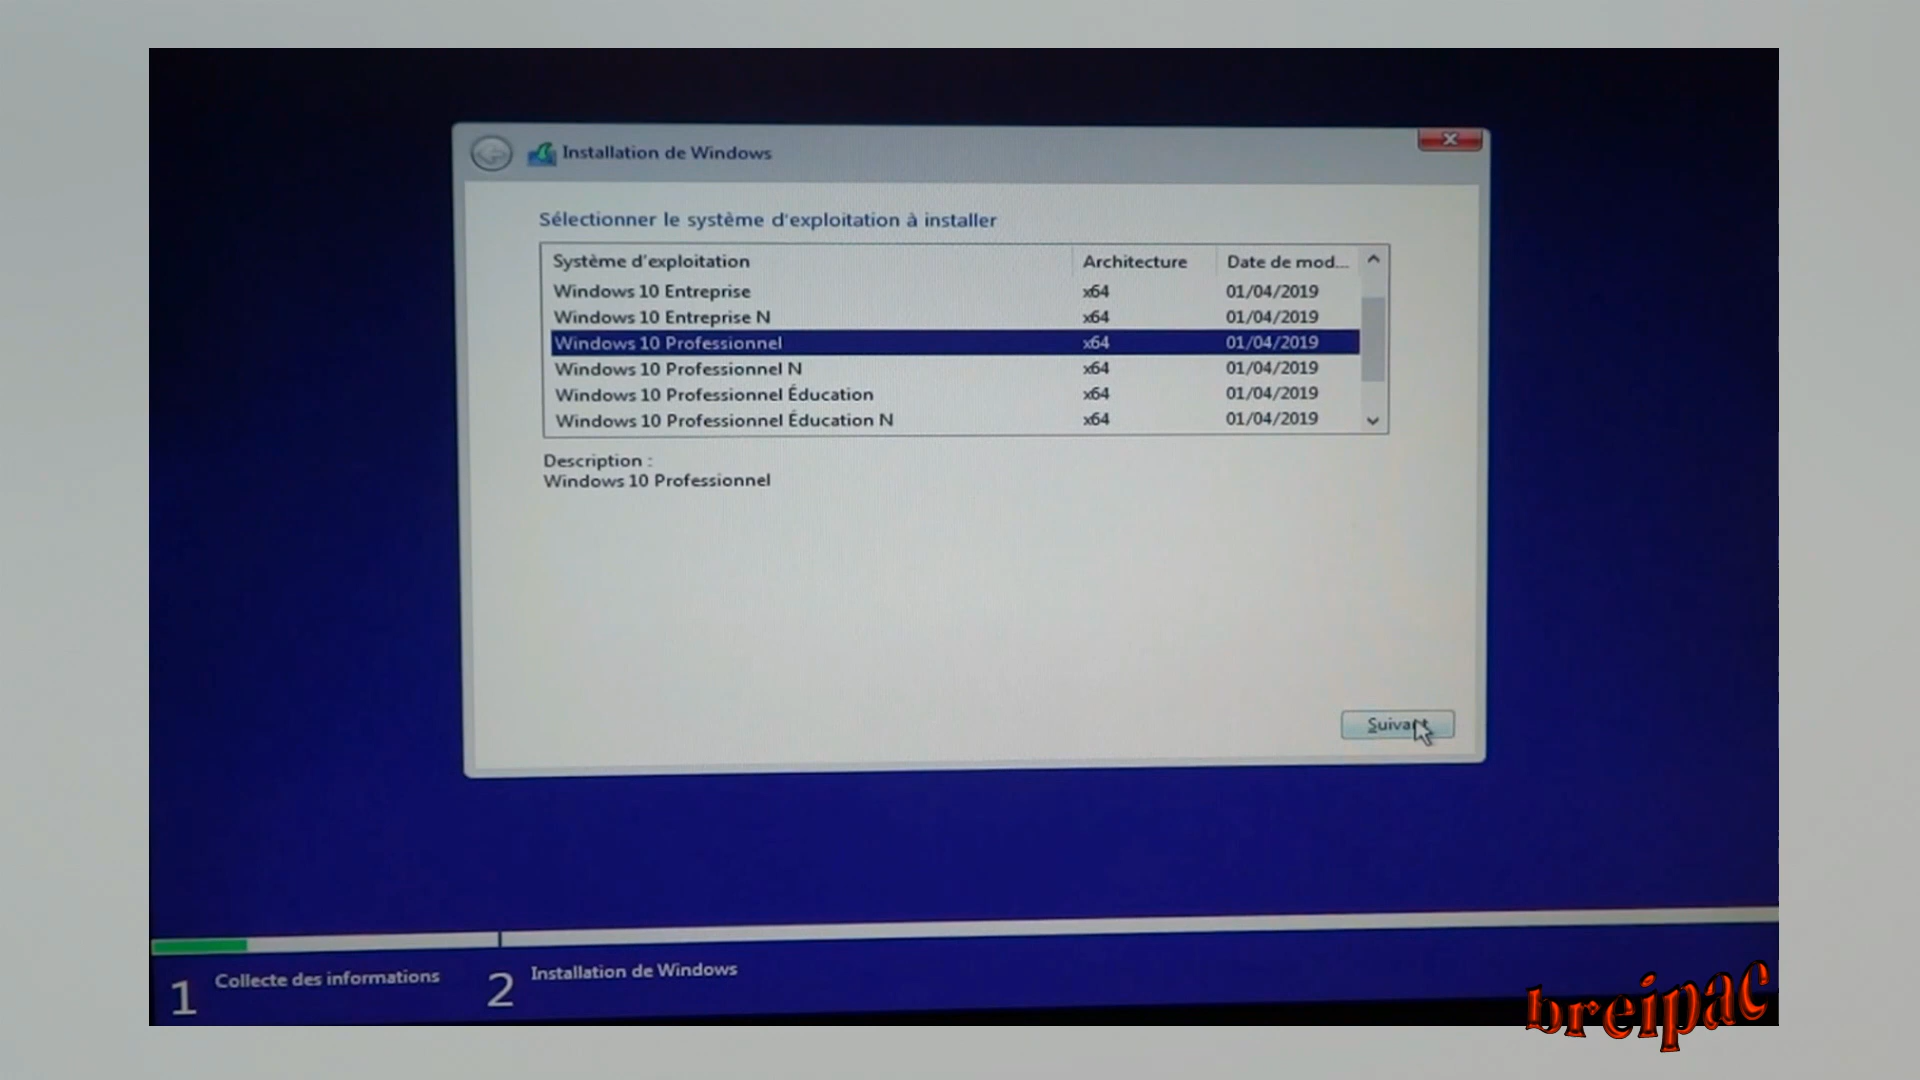 Installation de Windows
Sélectionner le système d'exploitation à installer
Système d'exploitation Architecture Date de mod...
Windows 10 Entreprise x64 01/04/2019
Windows 10 Entreprise N x64 01/04/2019
Windows 10 Professionnel x64 01/04/2019
Windows 10 Professionnel N x64 01/04/2019
Windows 10 Professionnel Éducation x64 01/04/2019
Windows 10 Professionnel Éducation N x64 01/04/2019
Description :
Windows 10 Professionnel
Suivant
1 Collecte des informations 2 Installation de Windows
breipac